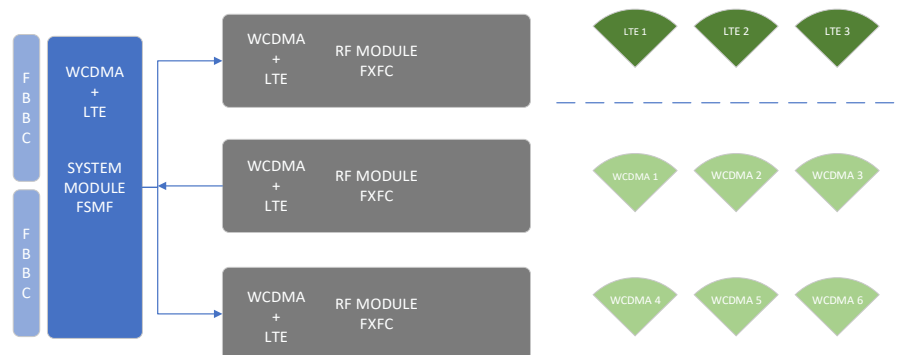 F
B
B
C
F
B
B
C
WCDMA
+
LTE
SYSTEM
MODULE
FSMF
WCDMA
+
LTE
RF MODULE
FXFC
WCDMA
+
LTE
RF MODULE
FXFC
WCDMA
+
LTE
RF MODULE
FXFC
LTE 1
LTE 2
LTE 3
WCDMA 1
WCDMA 2
WCDMA 3
WCDMA 4
WCDMA 5
WCDMA 6